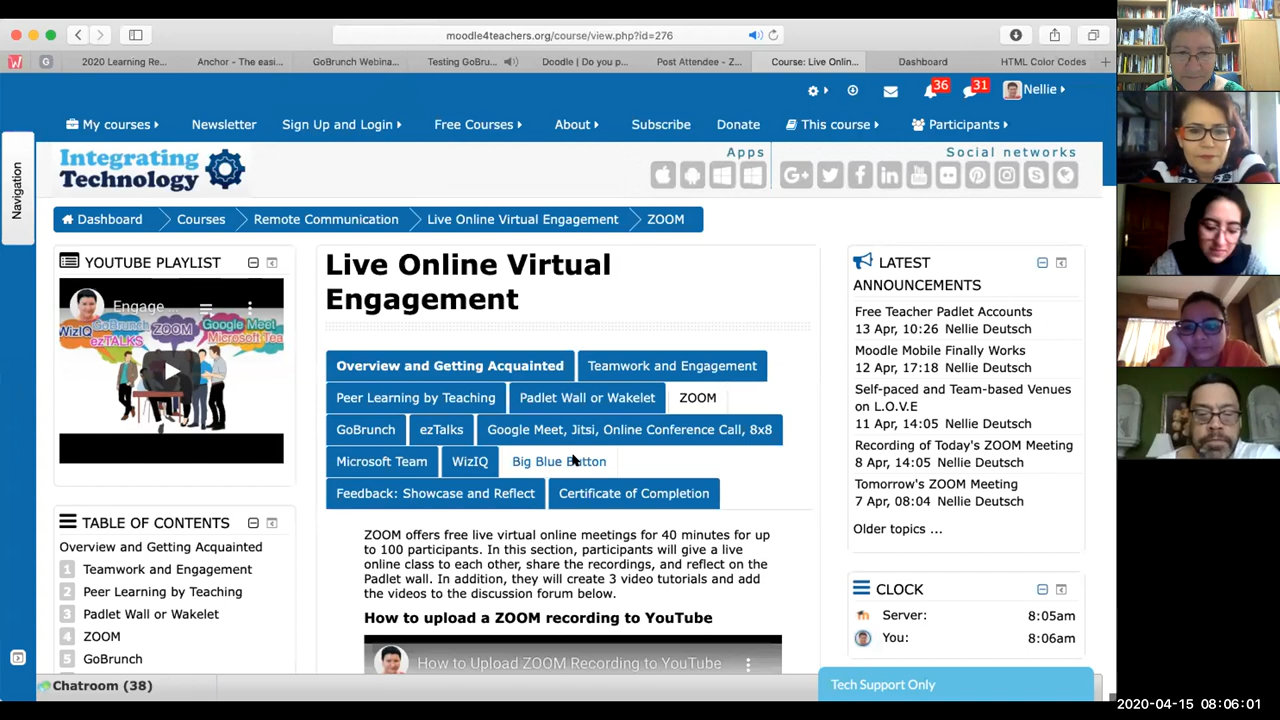 moodle4teachers.org/course/view.php?id=276
2020 Learning Re...
Anchor - The easi...
GoBrunch Webina...
Testing GoBru...
Doodle | Do you p...
Post Attendee - Z...
Course: Live Onlin...
Dashboard
HTML Color Codes
36
31
Nellie
My courses
Newsletter
Sign Up and Login
Free Courses
About
Subscribe
Donate
This course
Participants
Navigation
Integrating
Technology
Apps
Social networks
Dashboard
Courses
Remote Communication
Live Online Virtual Engagement
ZOOM
YOUTUBE PLAYLIST
Engage...
WizIQ
GoBrunch
ZOOM
Google Meet
ezTALKS
Microsoft Tea
TABLE OF CONTENTS
Overview and Getting Acquainted
1 Teamwork and Engagement
2 Peer Learning by Teaching
3 Padlet Wall or Wakelet
4 ZOOM
5 GoBrunch
Live Online Virtual
Engagement
Overview and Getting Acquainted
Teamwork and Engagement
Peer Learning by Teaching
Padlet Wall or Wakelet
ZOOM
GoBrunch
ezTalks
Google Meet, Jitsi, Online Conference Call, 8x8
Microsoft Team
WizIQ
Big Blue Button
Feedback: Showcase and Reflect
Certificate of Completion
ZOOM offers free live virtual online meetings for 40 minutes for up
to 100 participants. In this section, participants will give a live
online class to each other, share the recordings, and reflect on the
Padlet wall. In addition, they will create 3 video tutorials and add
the videos to the discussion forum below.
How to upload a ZOOM recording to YouTube
How to Upload ZOOM Recording to YouTube
LATEST
ANNOUNCEMENTS
Free Teacher Padlet Accounts
13 Apr, 10:26 Nellie Deutsch
Moodle Mobile Finally Works
12 Apr, 17:18 Nellie Deutsch
Self-paced and Team-based Venues
on L.O.V.E
11 Apr, 14:05 Nellie Deutsch
Recording of Today's ZOOM Meeting
8 Apr, 14:05 Nellie Deutsch
Tomorrow's ZOOM Meeting
7 Apr, 08:04 Nellie Deutsch
Older topics ...
CLOCK
Server: 8:05am
You: 8:06am
Chatroom (38)
Tech Support Only
2020-04-15 08:06:01